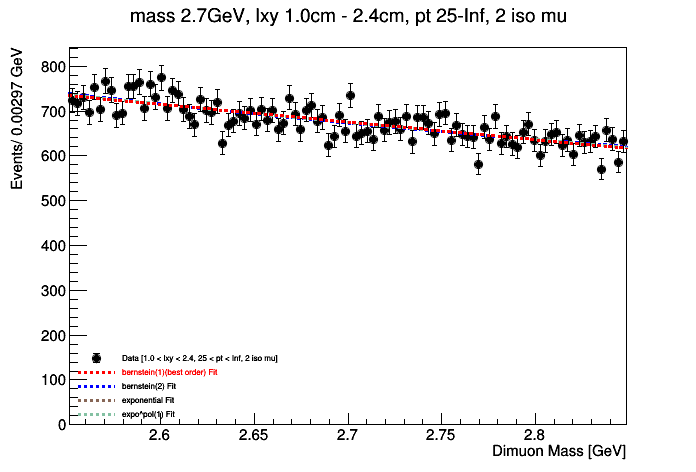 mass 2.7GeV, lxy 1.0cm - 2.4cm, pt 25-Inf, 2 iso mu
Events/ 0.00297 GeV
800
700
600
500
400
300
200
100
0
Data [1.0 < lxy < 2.4, 25 < pt < Inf, 2 iso mu]
bernstein(1)(best order) Fit
bernstein(2) Fit
exponential Fit
expo*pol(1) Fit
2.6
2.65
2.7
2.75
2.8
Dimuon Mass [GeV]